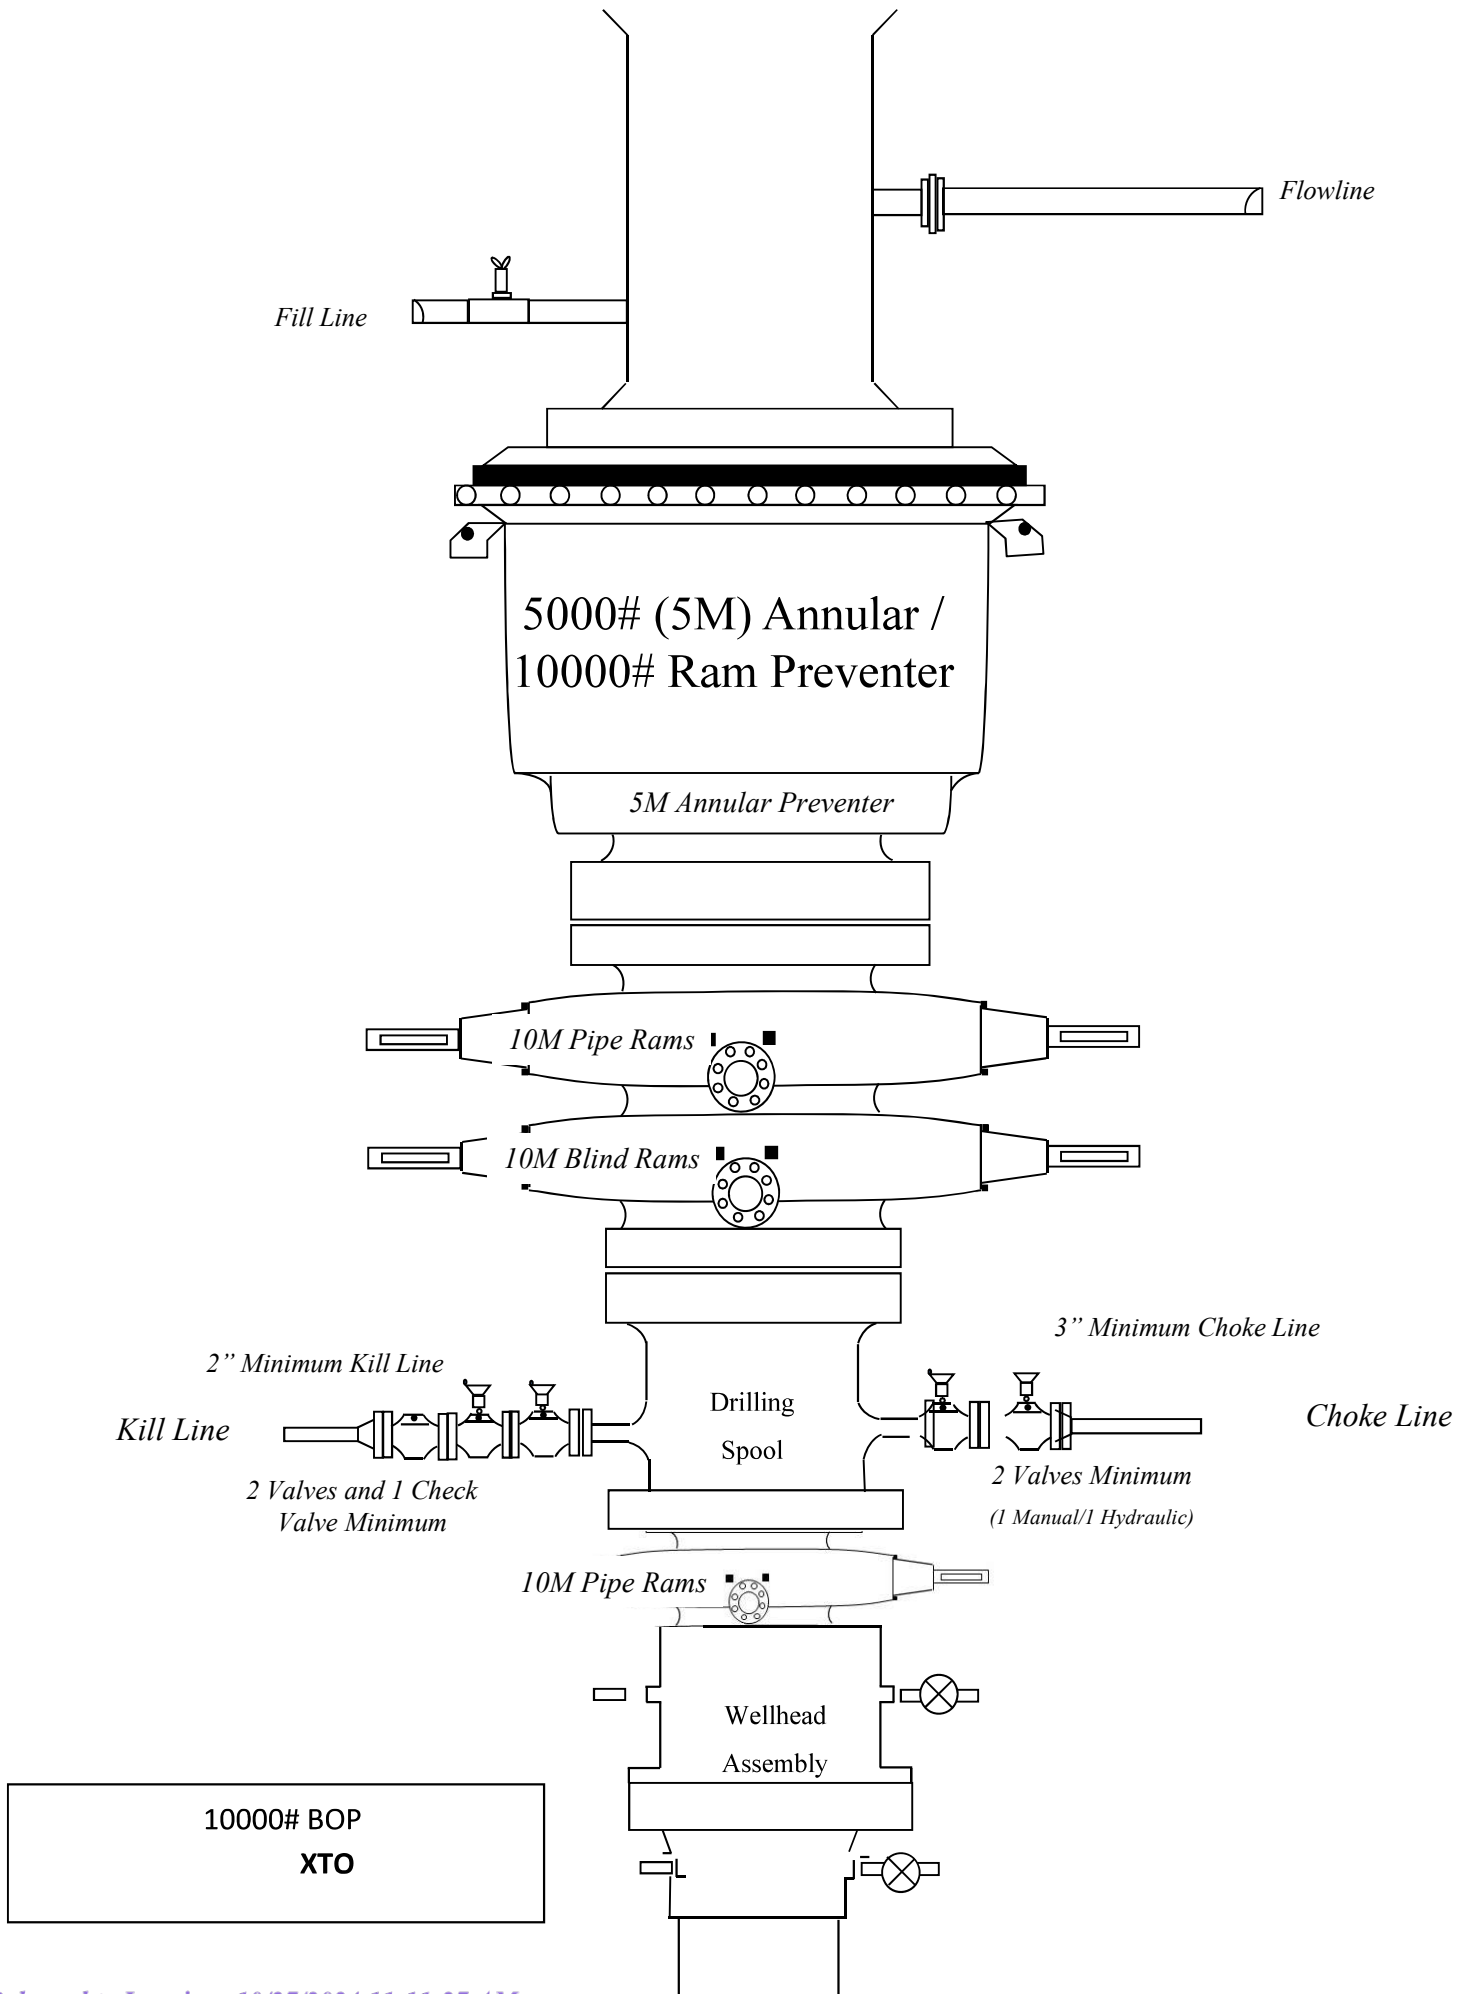 Flowline
Fill Line
5000# (5M) Annular /
10000# Ram Preventer
5M Annular Preventer
10M Pipe Rams
10M Blind Rams
3” Minimum Choke Line
2” Minimum Kill Line
Drilling
Spool
Kill Line
Choke Line
2 Valves and 1 Check
Valve Minimum
2 Valves Minimum
(1 Manual/1 Hydraulic)
10M Pipe Rams
Wellhead
Assembly
10000# BOP
XTO